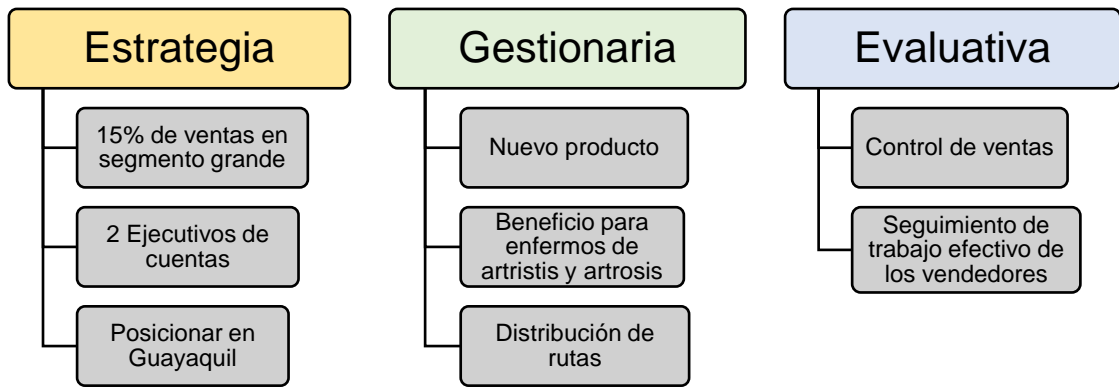 Estrategia
15% de ventas en
segmento grande
2 Ejecutivos de
cuentas
Posicionar en
Guayaquil
Gestionaria
Nuevo producto
Beneficio para
enfermos de
artristis y artrosis
Distribución de
rutas
Evaluativa
Control de ventas
Seguimiento de
trabajo efectivo de
los vendedores